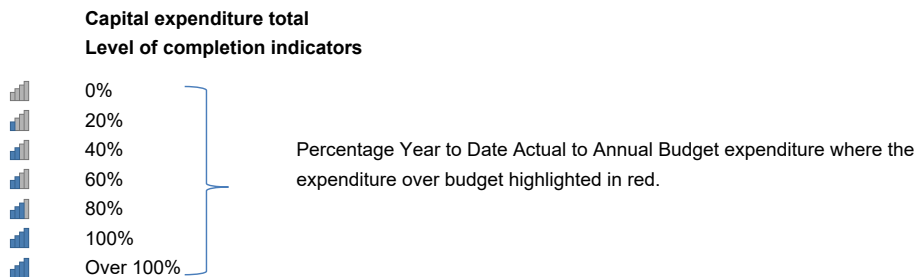 Capital expenditure total
Level of completion indicators
0%
20%
40%
60%
80%
100%
Over 100%
Percentage Year to Date Actual to Annual Budget expenditure where the
expenditure over budget highlighted in red.